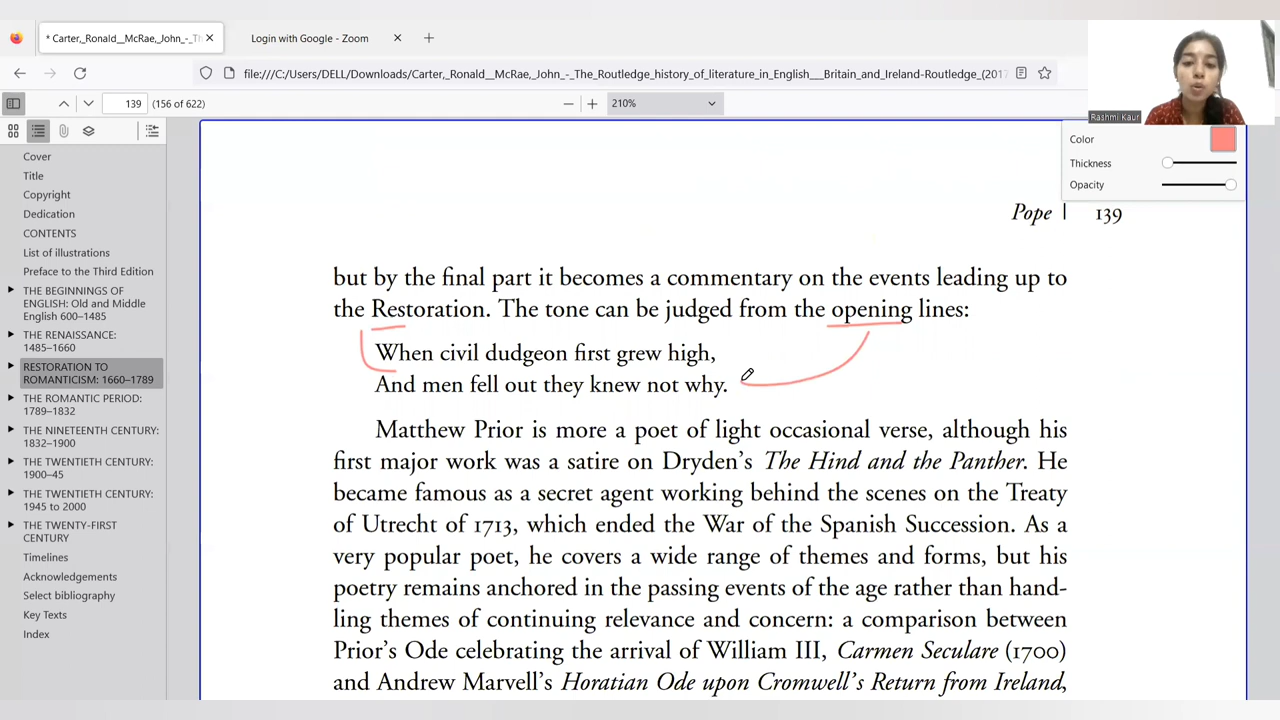 * Carter,_Ronald__McRae,_John_-_Th
Login with Google - Zoom
file:///C:/Users/DELL/Downloads/Carter,_Ronald__McRae,_John_-_The_Routledge_history_of_literature_in_English___Britain_and_Ireland-Routledge_(2017
139 (156 of 622)
210%
Rashmi Kaur
Color
Thickness
Opacity
Cover
Title
Copyright
Dedication
CONTENTS
List of illustrations
Preface to the Third Edition
THE BEGINNINGS OF
ENGLISH: Old and Middle
English 600–1485
THE RENAISSANCE:
1485–1660
RESTORATION TO
ROMANTICISM: 1660–1789
THE ROMANTIC PERIOD:
1789–1832
THE NINETEENTH CENTURY:
1832–1900
THE TWENTIETH CENTURY:
1900–45
THE TWENTIETH CENTURY:
1945 to 2000
THE TWENTY-FIRST
CENTURY
Timelines
Acknowledgements
Select bibliography
Key Texts
Index
Pope | 139
but by the final part it becomes a commentary on the events leading up to
the Restoration. The tone can be judged from the opening lines:
When civil dudgeon first grew high,
And men fell out they knew not why.
Matthew Prior is more a poet of light occasional verse, although his
first major work was a satire on Dryden’s The Hind and the Panther. He
became famous as a secret agent working behind the scenes on the Treaty
of Utrecht of 1713, which ended the War of the Spanish Succession. As a
very popular poet, he covers a wide range of themes and forms, but his
poetry remains anchored in the passing events of the age rather than hand-
ling themes of continuing relevance and concern: a comparison between
Prior’s Ode celebrating the arrival of William III, Carmen Seculare (1700)
and Andrew Marvell’s Horatian Ode upon Cromwell’s Return from Ireland,